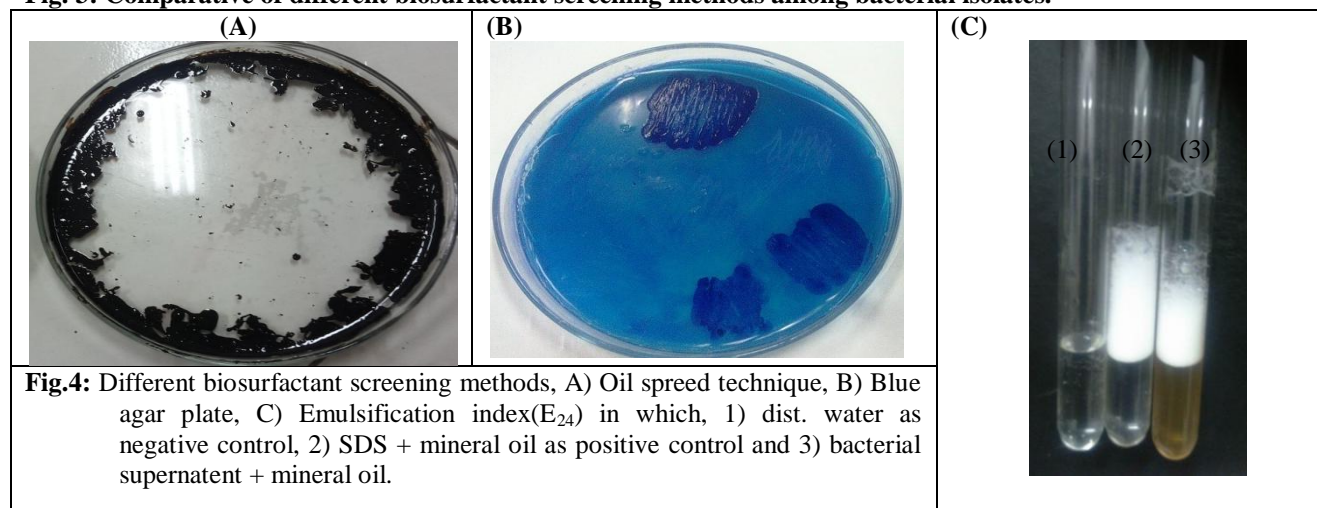 Fig. 3: Comparative of different biosurfactant screening methods among bacterial isolates.
(A)
(B)
(C)
(1)
(2)
(3)
Fig.4: Different biosurfactant screening methods, A) Oil spreed technique, B) Blue
agar plate, C) Emulsification index(E24) in which, 1) dist. water as
negative control, 2) SDS + mineral oil as positive control and 3) bacterial
supernatent + mineral oil.